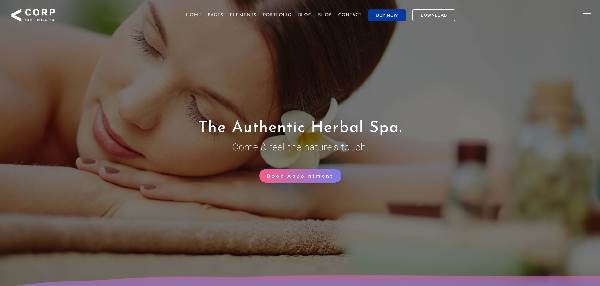 CORP
HOME PAGES ELEMENTS PORTFOLIO BLOG SHOP CONTACT BUY NOW DOWNLOAD
The Authentic Herbal Spa.
Come & feel the nature's touch.
Book Appointment